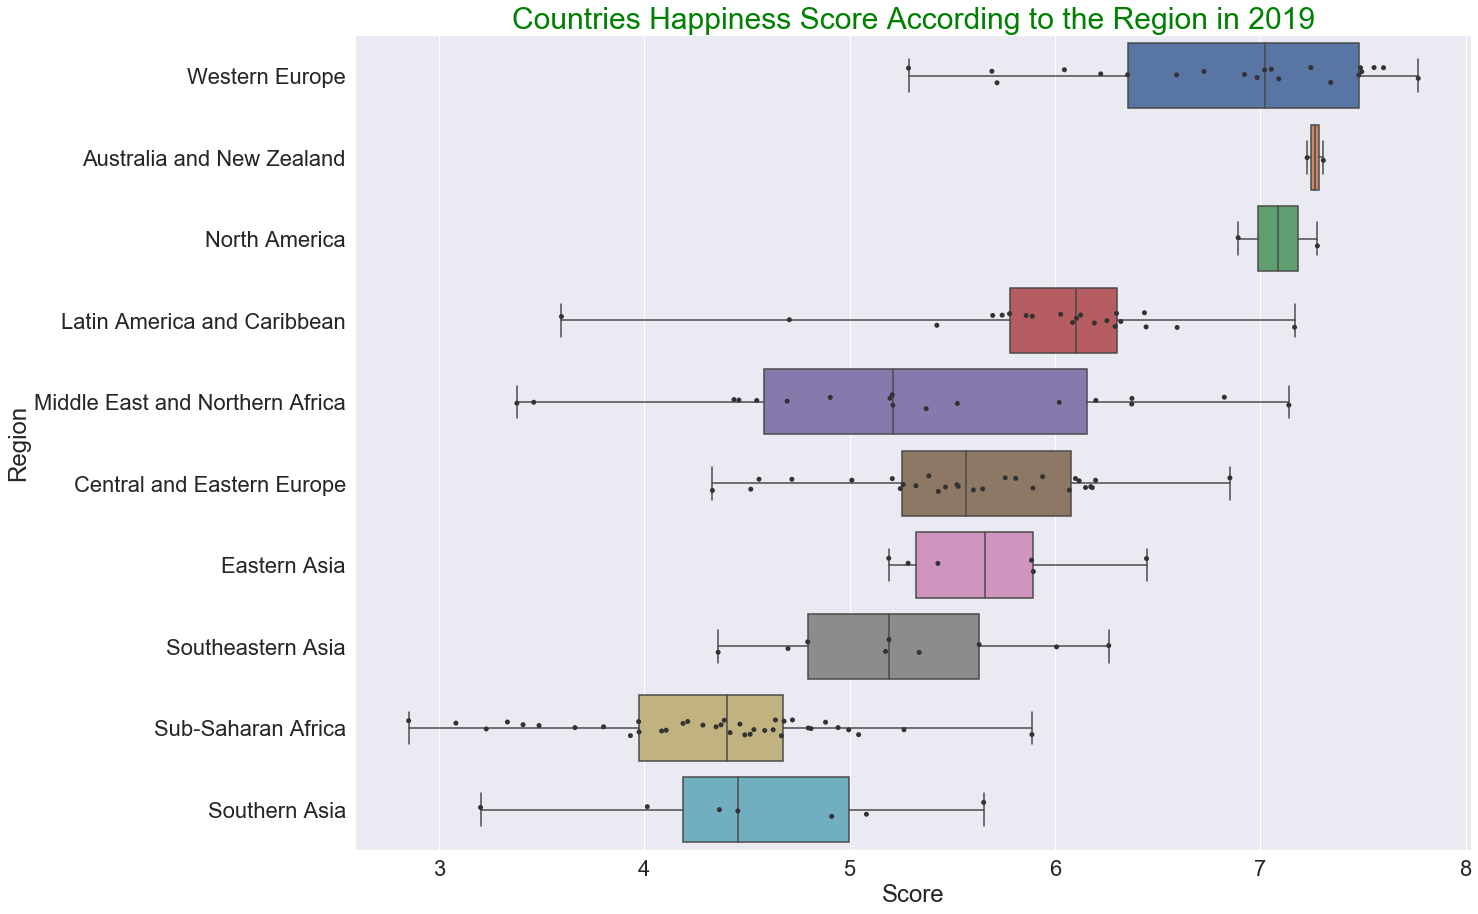 Countries Happiness Score According to the Region in 2019
Western Europe
Australia and New Zealand
North America
Latin America and Caribbean
Middle East and Northern Africa
Central and Eastern Europe
Eastern Asia
Southeastern Asia
Sub-Saharan Africa
Southern Asia
Region
3 4 5 6 7 8
Score